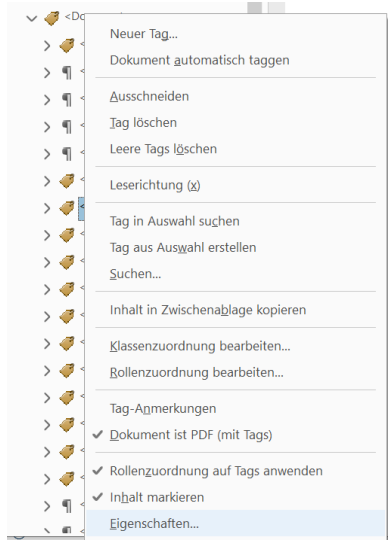 Neuer Tag...
Dokument automatisch taggen
Ausschneiden
Tag löschen
Leere Tags löschen
Leserichtung (x)
Tag in Auswahl suchen
Tag aus Auswahl erstellen
Suchen...
Inhalt in Zwischenablage kopieren
Klassenzuordnung bearbeiten...
Rollenzuordnung bearbeiten...
Tag-Anmerkungen
Dokument ist PDF (mit Tags)
Rollenzuordnung auf Tags anwenden
Inhalt markieren
Eigenschaften...